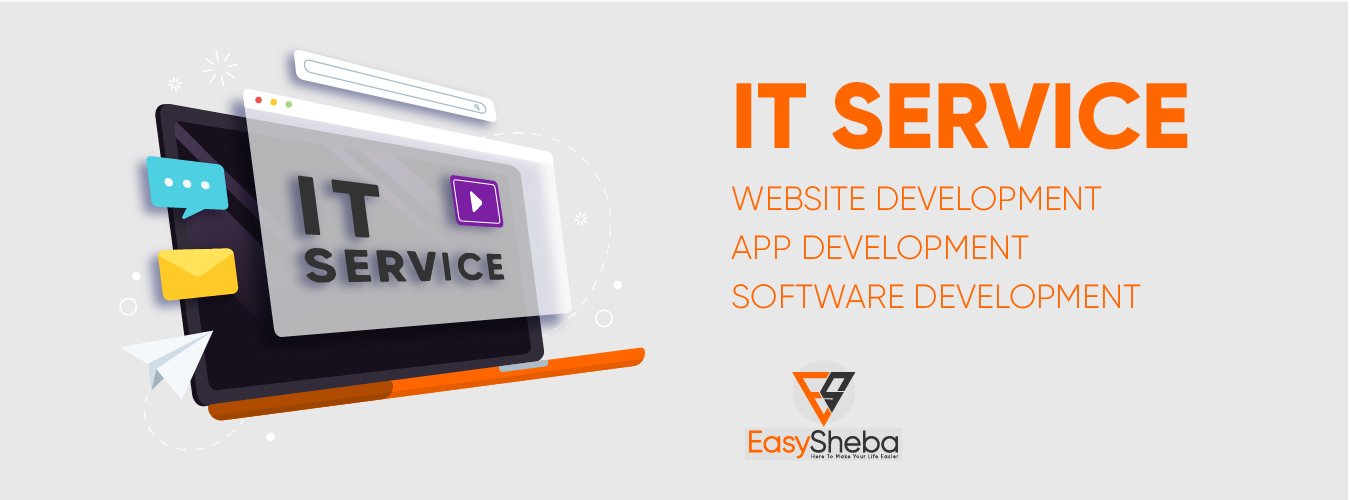 IT
SERVICE
IT SERVICE
WEBSITE DEVELOPMENT
APP DEVELOPMENT
SOFTWARE DEVELOPMENT
EasySheba
Here To Make Your Life Easier